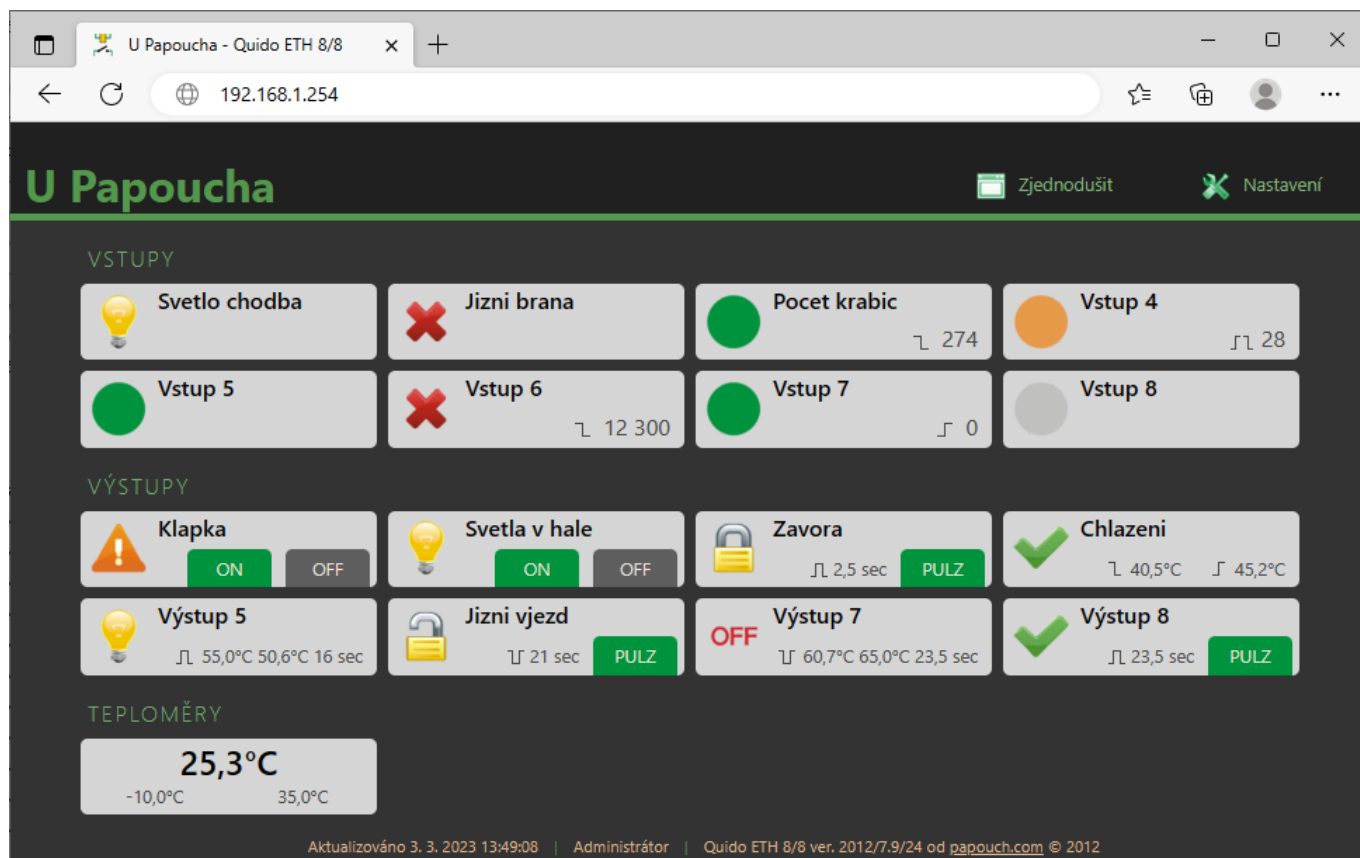 U Papoucha - Quido ETH 8/8
192.168.1.254
U Papoucha
Zjednodušit
Nastavení
VSTUPY
Svetlo chodba
Jizni brana
Pocet krabic
274
Vstup 4
28
Vstup 5
Vstup 6
12 300
Vstup 7
0
Vstup 8
VÝSTUPY
Klapka
ON OFF
Svetla v hale
ON OFF
Zavora
2,5 sec PULZ
Chlazeni
40,5°C 45,2°C
Výstup 5
55,0°C 50,6°C 16 sec
Jizni vjezd
21 sec PULZ
OFF
Výstup 7
60,7°C 65,0°C 23,5 sec
Výstup 8
23,5 sec PULZ
TEPLOMĚRY
25,3°C
-10,0°C 35,0°C
Aktualizováno 3. 3. 2023 13:49:08 | Administrátor | Quido ETH 8/8 ver. 2012/7.9/24 od papouch.com © 2012